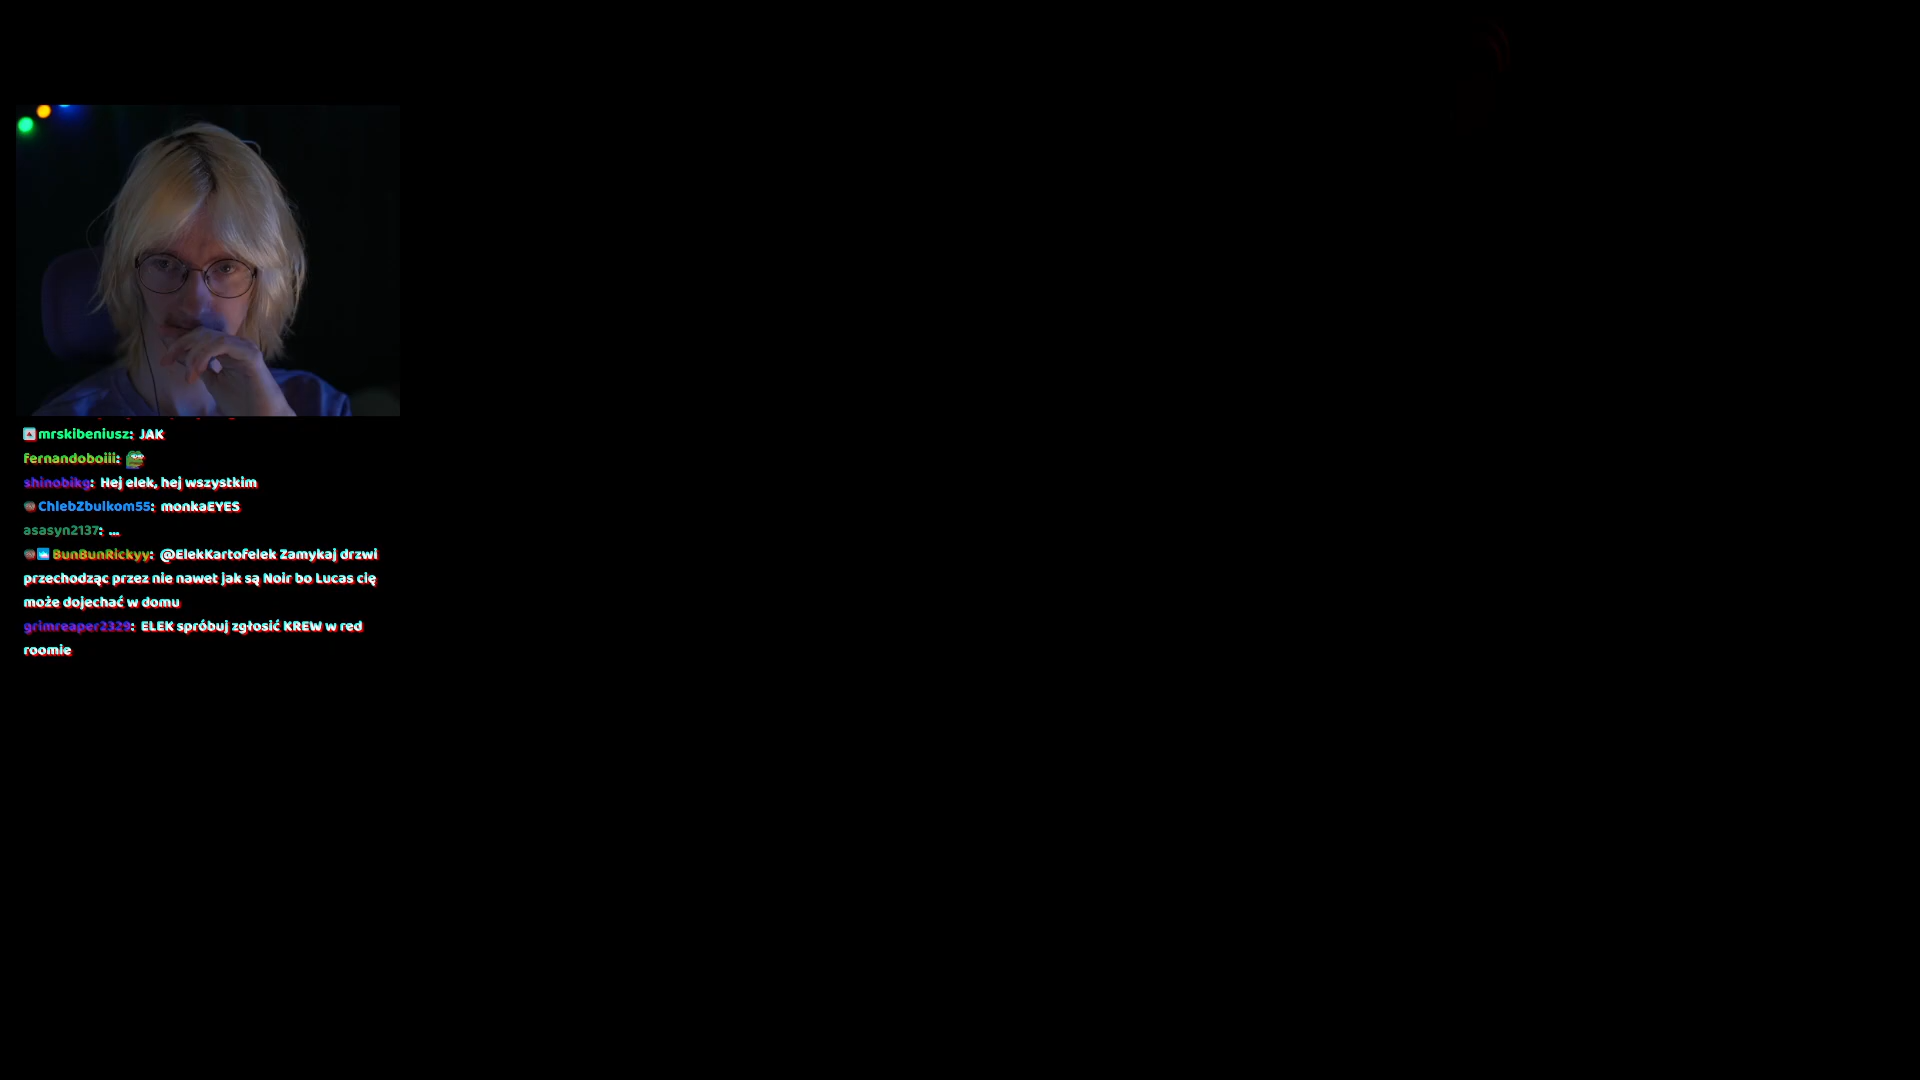 mrskibeniusz: JAK
fernandoboiii:
shinobikg: Hej elek, hej wszystkim
ChlebZbulkom55: monkaEYES
asasyn2137: ...
BunBunRickyy: @ElekKartofelek Zamykaj drzwi
przechodząc przez nie nawet jak są Noir bo Lucas cię
może dojechać w domu
grimreaper2329: ELEK spróbuj zgłosić KREW w red
roomie